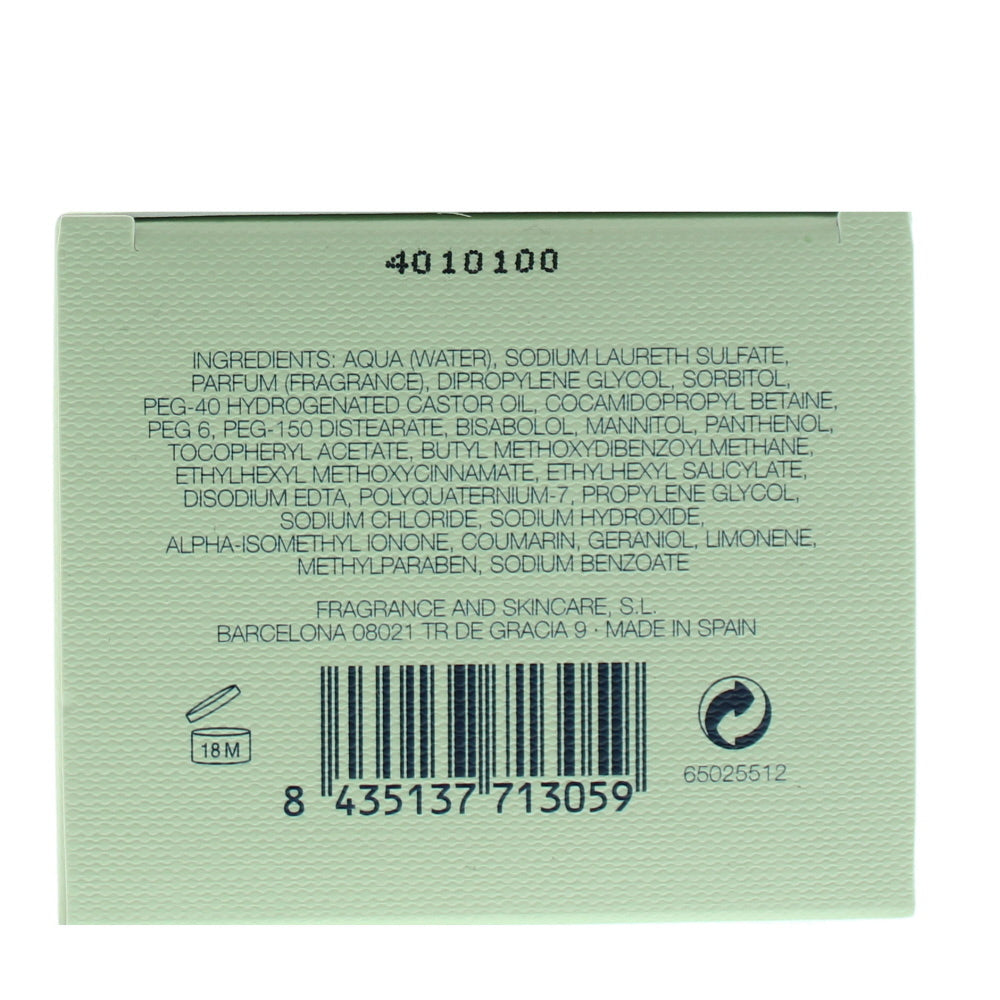 4010100
INGREDIENTS: AQUA (WATER), SODIUM LAURETH SULFATE,
PARFUM (FRAGRANCE), DIPROPYLENE GLYCOL, SORBITOL,
PEG-40 HYDROGENATED CASTOR OIL, COCAMIDOPROPYL BETAINE,
PEG 6, PEG-150 DISTEARATE, BISABOLOL, MANNITOL, PANTHENOL,
TOCOPHERYL ACETATE, BUTYL METHOXYDIBENZOYLMETHANE,
ETHYLHEXYL METHOXYCINNAMATE, ETHYLHEXYL SALICYLATE,
DISODIUM EDTA, POLYQUATERNIUM-7, PROPYLENE GLYCOL,
SODIUM CHLORIDE, SODIUM HYDROXIDE,
ALPHA-ISOMETHYL IONONE, COUMARIN, GERANIOL, LIMONENE,
METHYLPARABEN, SODIUM BENZOATE
FRAGRANCE AND SKINCARE, S.L.
BARCELONA 08021 TR DE GRACIA 9 · MADE IN SPAIN
18 M
8 435137 713059
65025512